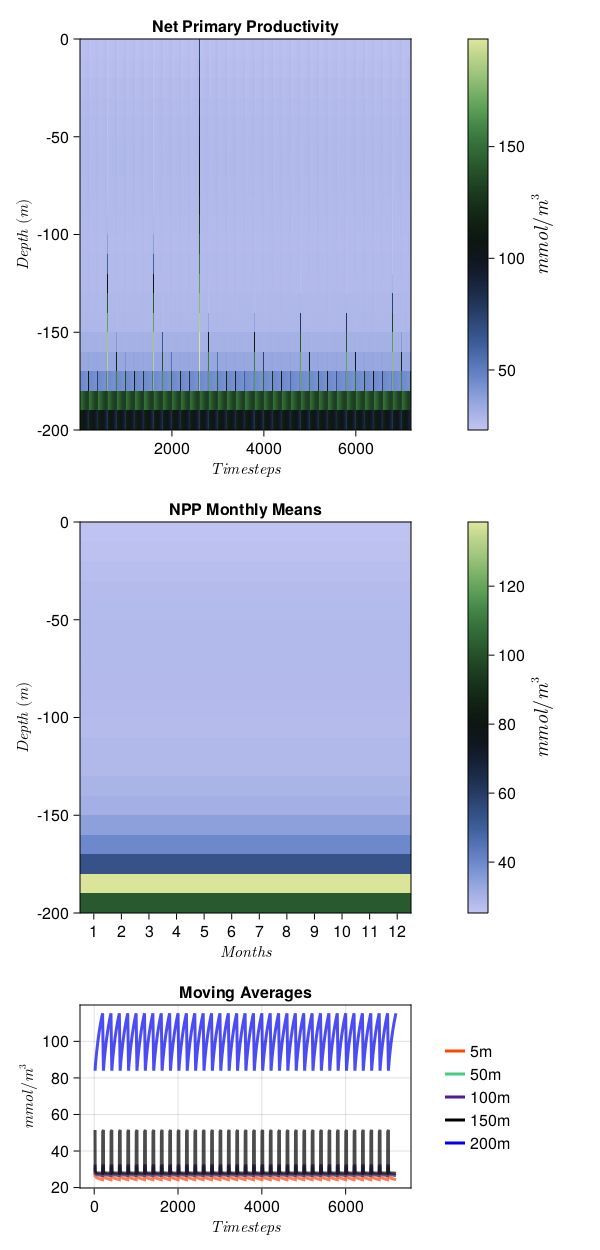 Net Primary Productivity
0
-50
-100
-150
-200
Depth (m)
2000 4000 6000
Timesteps
150
100
50
mmol/m³
NPP Monthly Means
0
-50
-100
-150
-200
Depth (m)
1 2 3 4 5 6 7 8 9 10 11 12
Months
120
100
80
60
40
mmol/m³
Moving Averages
100
80
60
40
20
mmol/m³
0 2000 4000 6000
Timesteps
5m
50m
100m
150m
200m